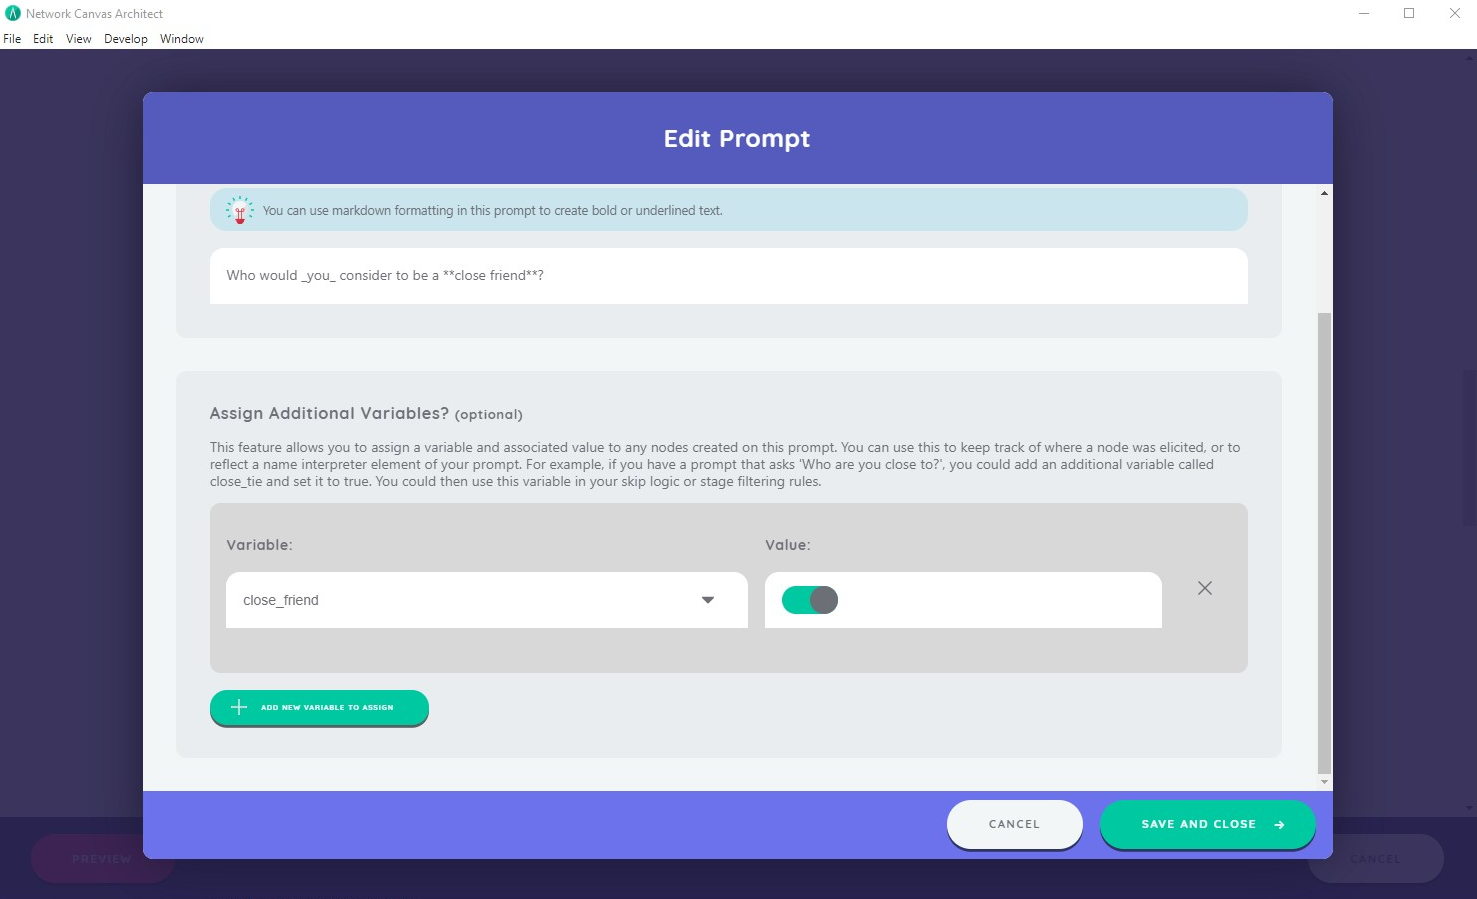 Network Canvas Architect
File Edit View Develop Window
Edit Prompt
You can use markdown formatting in this prompt to create bold or underlined text.
Who would _you_ consider to be a **close friend**?
Assign Additional Variables? (optional)
This feature allows you to assign a variable and associated value to any nodes created on this prompt. You can use this to keep track of where a node was elicited, or to
reflect a name interpreter element of your prompt. For example, if you have a prompt that asks 'Who are you close to?', you could add an additional variable called
close_tie and set it to true. You could then use this variable in your skip logic or stage filtering rules.
Variable: Value:
close_friend
ADD NEW VARIABLE TO ASSIGN
CANCEL SAVE AND CLOSE
PREVIEW CANCEL